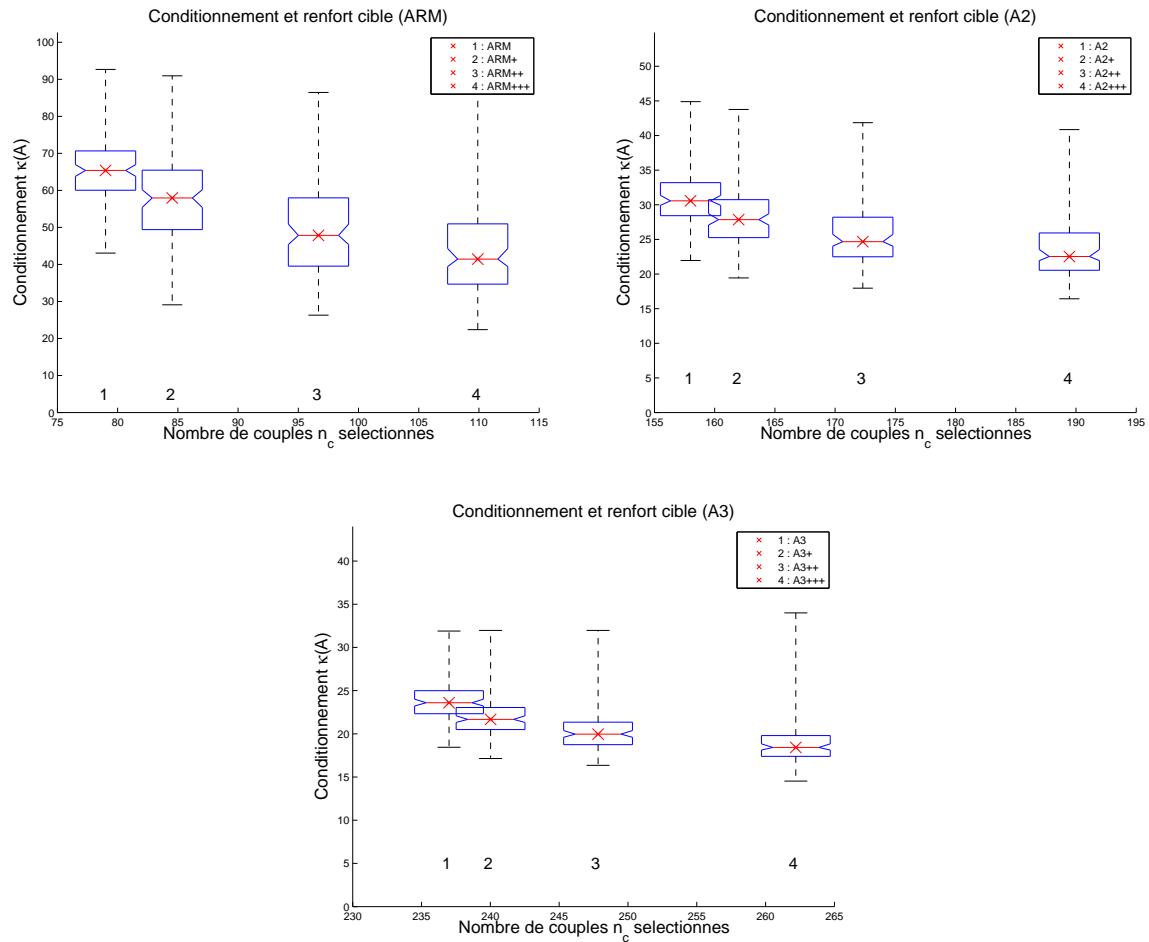 Conditionnement et renfort cible (ARM)
Conditionnement κ(A)
100
90
80
70
60
50
40
30
20
10
0
1 : ARM
2 : ARM+
3 : ARM++
4 : ARM+++
1 2 3 4
75 80 85 90 95 100 105 110 115
Nombre de couples n_c selectionnes
Conditionnement et renfort cible (A2)
Conditionnement κ(A)
50
45
40
35
30
25
20
15
10
5
0
1 : A2
2 : A2+
3 : A2++
4 : A2+++
1 2 3 4
155 160 165 170 175 180 185 190 195
Nombre de couples n_c selectionnes
Conditionnement et renfort cible (A3)
Conditionnement κ(A)
40
35
30
25
20
15
10
5
0
1 : A3
2 : A3+
3 : A3++
4 : A3+++
1 2 3 4
230 235 240 245 250 255 260 265
Nombre de couples n_c selectionnes